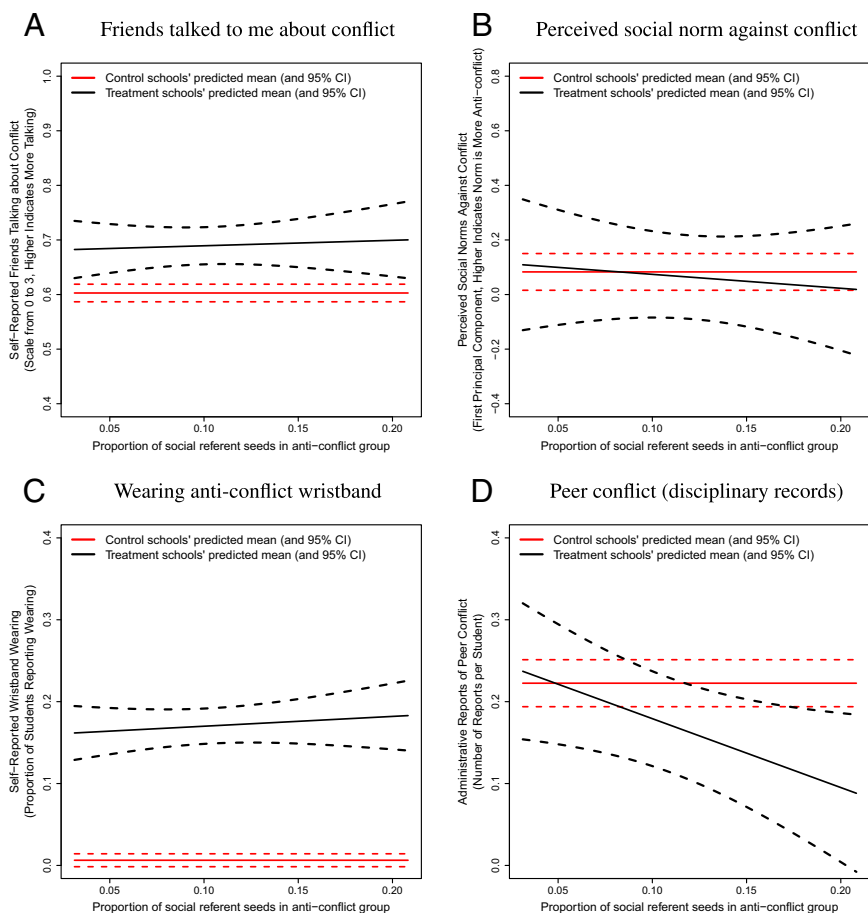 A Friends talked to me about conflict
Control schools' predicted mean (and 95% CI)
Treatment schools' predicted mean (and 95% CI)
Self−Reported Friends Talking about Conflict
(Scale from 0 to 3, Higher Indicates More Talking)
1.0
0.9
0.8
0.7
0.6
0.5
0.4
0.05 0.10 0.15 0.20
Proportion of social referent seeds in anti−conflict group
B Perceived social norm against conflict
Control schools' predicted mean (and 95% CI)
Treatment schools' predicted mean (and 95% CI)
Perceived Social Norms Against Conflict
(First Principal Component, Higher Indicates Norm is More Anti−conflict)
0.8
0.6
0.4
0.2
0.0
−0.2
−0.4
0.05 0.10 0.15 0.20
Proportion of social referent seeds in anti−conflict group
C Wearing anti-conflict wristband
Control schools' predicted mean (and 95% CI)
Treatment schools' predicted mean (and 95% CI)
Self−Reported Wristband Wearing
(Proportion of Students Reporting Wearing)
0.4
0.3
0.2
0.1
0.0
0.05 0.10 0.15 0.20
Proportion of social referent seeds in anti−conflict group
D Peer conflict (disciplinary records)
Control schools' predicted mean (and 95% CI)
Treatment schools' predicted mean (and 95% CI)
Administrative Reports of Peer Conflict
(Number of Reports per Student)
0.4
0.3
0.2
0.1
0.0
0.05 0.10 0.15 0.20
Proportion of social referent seeds in anti−conflict group